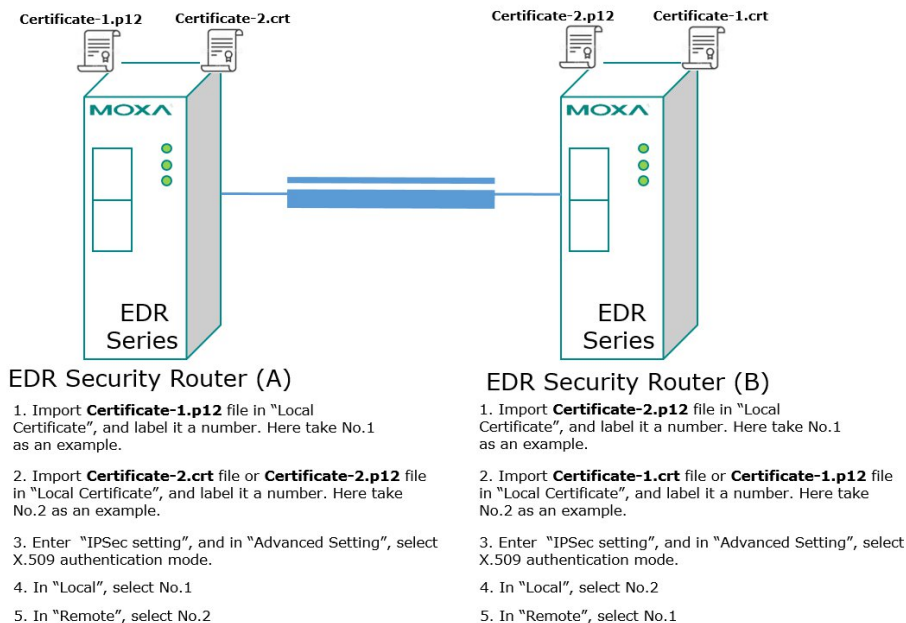 Certificate-1.p12
Certificate-2.crt
Certificate-2.p12
Certificate-1.crt
MOXA
MOXA
EDR
Series
EDR
Series
EDR Security Router (A)
1. Import Certificate-1.p12 file in “Local
Certificate”, and label it a number. Here take No.1
as an example.
2. Import Certificate-2.crt file or Certificate-2.p12 file
in “Local Certificate”, and label it a number. Here take
No.2 as an example.
3. Enter “IPSec setting”, and in “Advanced Setting”, select
X.509 authentication mode.
4. In “Local”, select No.1
5. In “Remote”, select No.2
EDR Security Router (B)
1. Import Certificate-2.p12 file in “Local
Certificate”, and label it a number. Here take No.1
as an example.
2. Import Certificate-1.crt file or Certificate-1.p12 file
in “Local Certificate”, and label it a number. Here take
No.2 as an example.
3. Enter “IPSec setting”, and in “Advanced Setting”, select
X.509 authentication mode.
4. In “Local”, select No.2
5. In “Remote”, select No.1